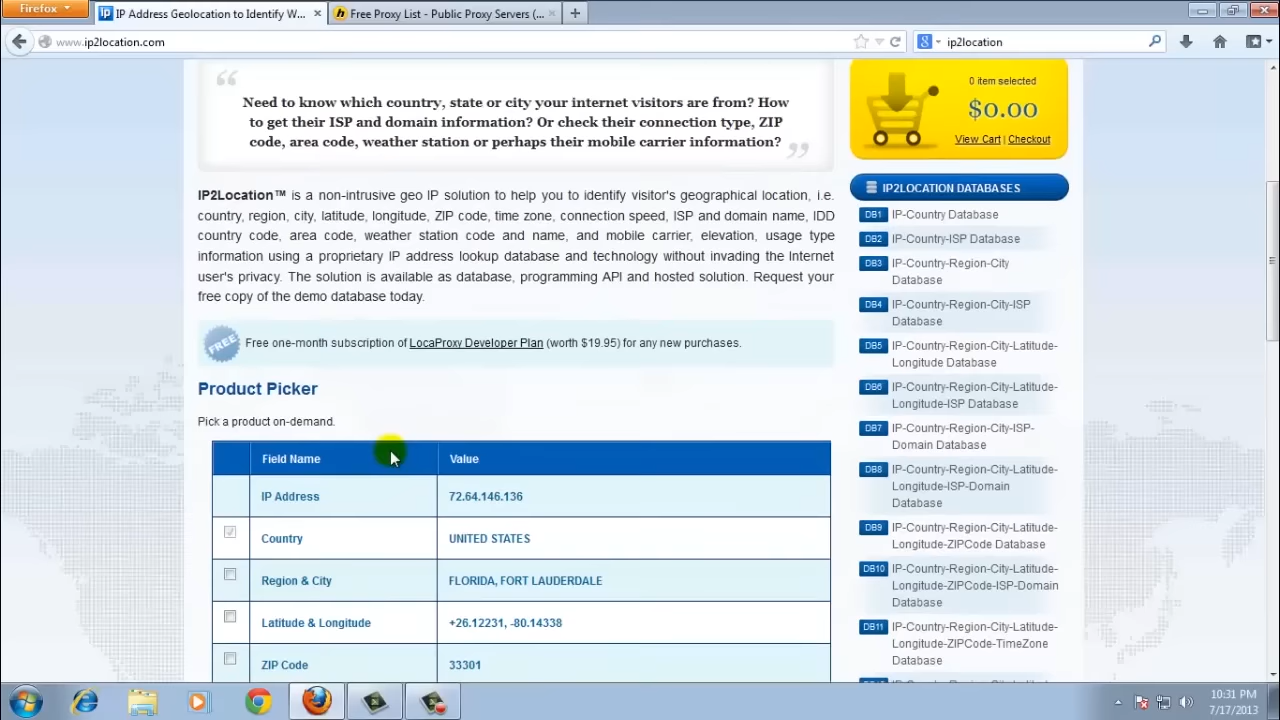 Firefox
IP Address Geolocation to Identify W...
Free Proxy List - Public Proxy Servers (...
www.ip2location.com
ip2location
Need to know which country, state or city your internet visitors are from? How
to get their ISP and domain information? Or check their connection type, ZIP
code, area code, weather station or perhaps their mobile carrier information?
IP2Location™ is a non-intrusive geo IP solution to help you to identify visitor's geographical location, i.e.
country, region, city, latitude, longitude, ZIP code, time zone, connection speed, ISP and domain name, IDD
country code, area code, weather station code and name, and mobile carrier, elevation, usage type
information using a proprietary IP address lookup database and technology without invading the Internet
user's privacy. The solution is available as database, programming API and hosted solution. Request your
free copy of the demo database today.
FREE
Free one-month subscription of LocaProxy Developer Plan (worth $19.95) for any new purchases.
Product Picker
Pick a product on-demand.
Field Name Value
IP Address 72.64.146.136
Country UNITED STATES
Region & City FLORIDA, FORT LAUDERDALE
Latitude & Longitude +26.12231, -80.14338
ZIP Code 33301
0 item selected
$0.00
View Cart | Checkout
IP2LOCATION DATABASES
DB1 IP-Country Database
DB2 IP-Country-ISP Database
DB3 IP-Country-Region-City
Database
DB4 IP-Country-Region-City-ISP
Database
DB5 IP-Country-Region-City-Latitude-
Longitude Database
DB6 IP-Country-Region-City-Latitude-
Longitude-ISP Database
DB7 IP-Country-Region-City-ISP-
Domain Database
DB8 IP-Country-Region-City-Latitude-
Longitude-ISP-Domain
Database
DB9 IP-Country-Region-City-Latitude-
Longitude-ZIPCode Database
DB10 IP-Country-Region-City-Latitude-
Longitude-ZIPCode-ISP-Domain
Database
DB11 IP-Country-Region-City-Latitude-
Longitude-ZIPCode-TimeZone
Database
10:31 PM
7/17/2013